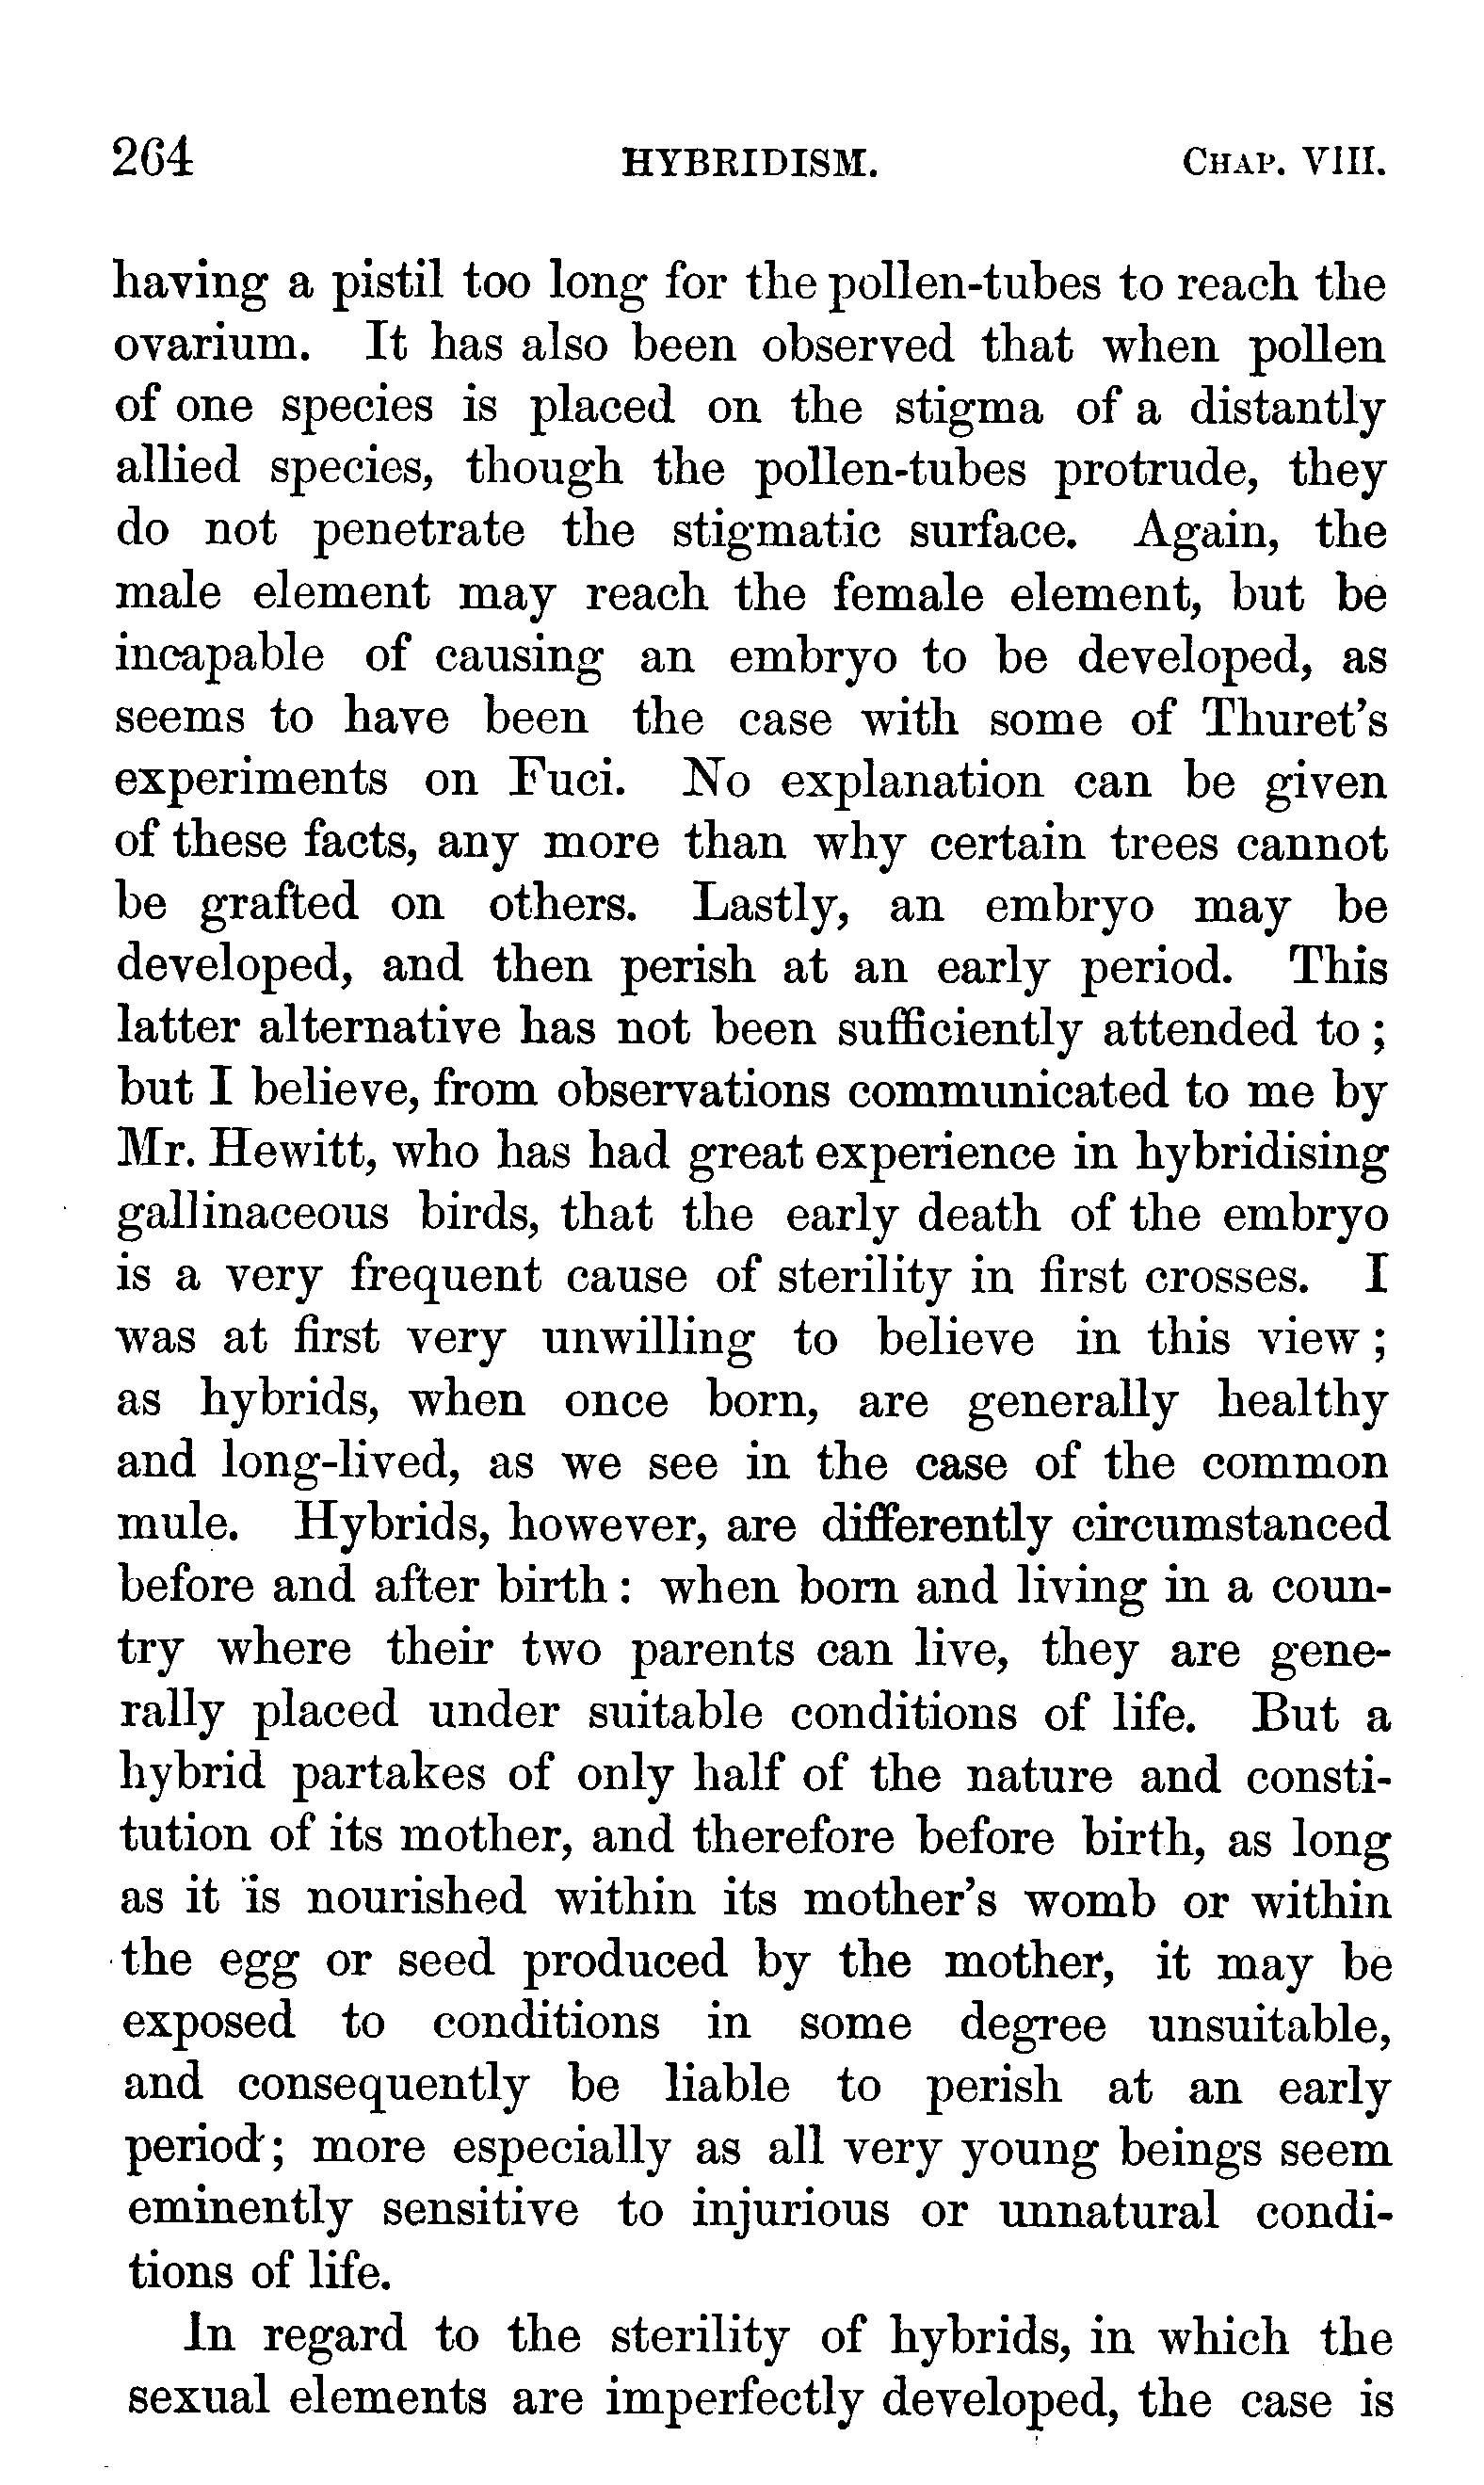 264 HYBRIDISM. CHAP. VIII.
having a pistil too long for the pollen-tubes to reach the
ovarium. It has also been observed that when pollen
of one species is placed on the stigma of a distantly
allied species, though the pollen-tubes protrude, they
do not penetrate the stigmatic surface. Again, the
male element may reach the female element, but be
incapable of causing an embryo to be developed, as
seems to have been the case with some of Thuret's
experiments on Fuci. No explanation can be given
of these facts, any more than why certain trees cannot
be grafted on others. Lastly, an embryo may be
developed, and then perish at an early period. This
latter alternative has not been sufficiently attended to;
but I believe, from observations communicated to me by
Mr. Hewitt, who has had great experience in hybridising
gallinaceous birds, that the early death of the embryo
is a very frequent cause of sterility in first crosses. I
was at first very unwilling to believe in this view;
as hybrids, when once born, are generally healthy
and long-lived, as we see in the case of the common
mule. Hybrids, however, are differently circumstanced
before and after birth: when born and living in a coun-
try where their two parents can live, they are gene-
rally placed under suitable conditions of life. But a
hybrid partakes of only half of the nature and consti-
tution of its mother, and therefore before birth, as long
as it is nourished within its mother's womb or within
the egg or seed produced by the mother, it may be
exposed to conditions in some degree unsuitable,
and consequently be liable to perish at an early
period; more especially as all very young beings seem
eminently sensitive to injurious or unnatural condi-
tions of life.
In regard to the sterility of hybrids, in which the
sexual elements are imperfectly developed, the case is